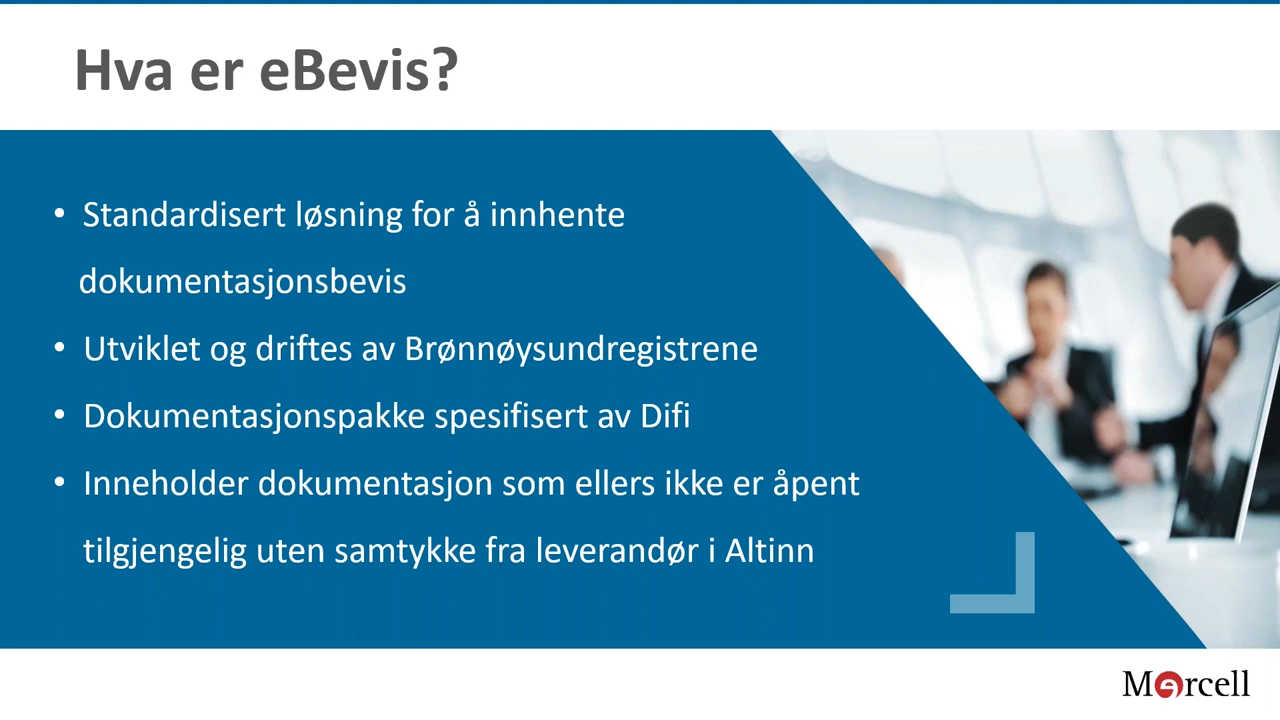 Hva er eBevis?
• Standardisert løsning for å innhente
dokumentasjonsbevis
• Utviklet og driftes av Brønnøysundregistrene
• Dokumentasjonspakke spesifisert av Difi
• Inneholder dokumentasjon som ellers ikke er åpent
tilgjengelig uten samtykke fra leverandør i Altinn
Mercell